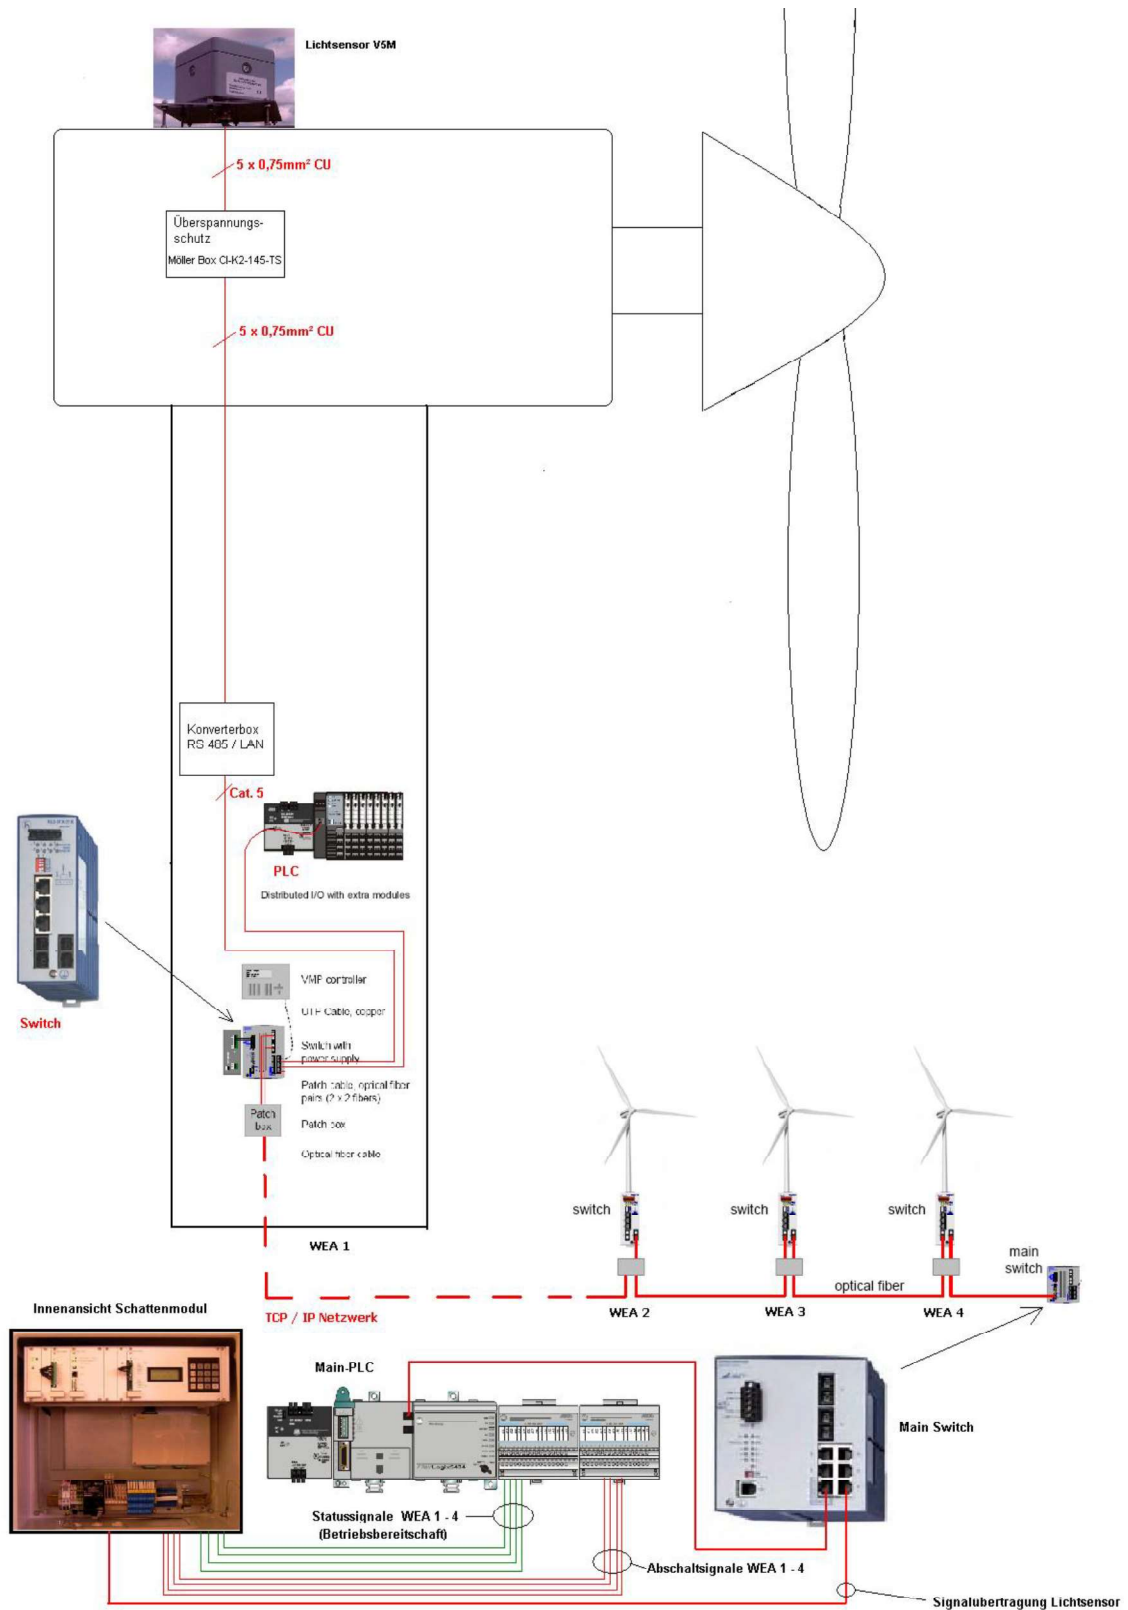 Lichtsensor V5M
5 x 0,75mm² CU
Überspannungs-
schutz
Möller Box CI-K2-145-TS
5 x 0,75mm² CU
Konverterbox
RS 485 / LAN
Cat. 5
PLC
Distributed I/O with extra modules
VMP controller
UTP Cable, copper
Switch
Switch with
power supply
Patch cable, optical fiber
pairs (2 x 2 fibers)
Patch
box
Patch box
Optical fiber cable
WEA 1
switch
switch
switch
main
switch
optical fiber
WEA 2
WEA 3
WEA 4
TCP / IP Netzwerk
Innenansicht Schattenmodul
Main-PLC
Main Switch
Statussignale WEA 1 - 4
(Betriebsbereitschaft)
Abschaltsignale WEA 1 - 4
Signalübertragung Lichtsensor